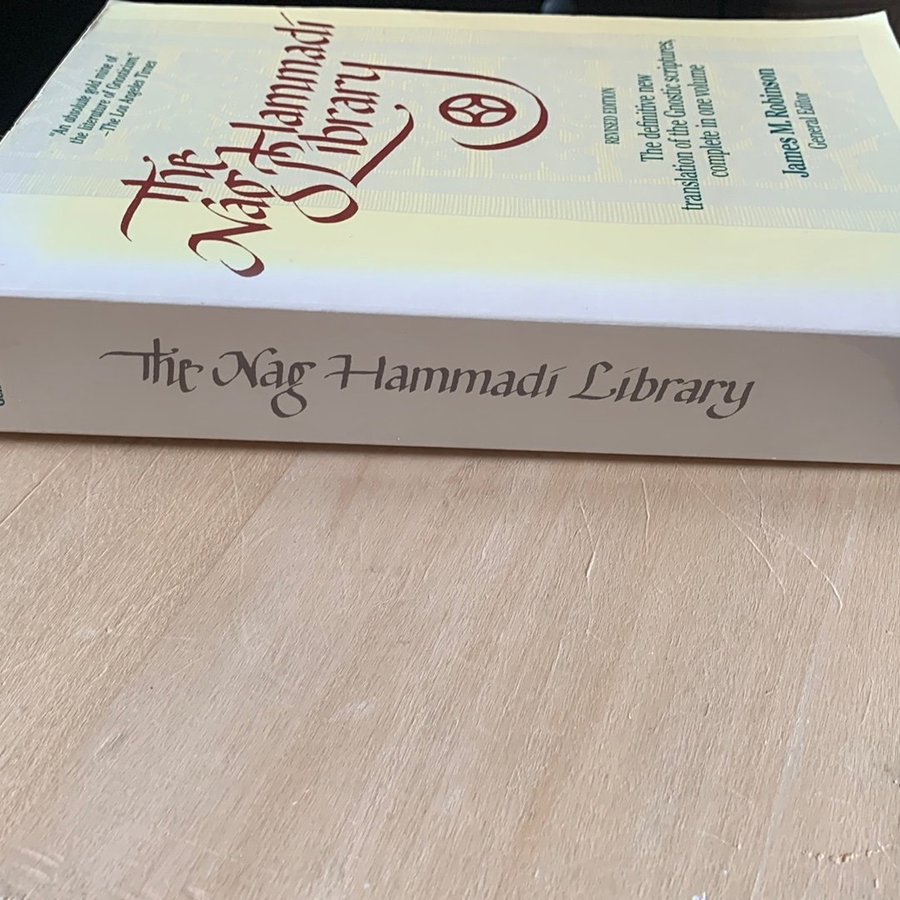 "An absolute gold mine of
the literature of Gnosticism."
–The Los Angeles Times
The
Nag Hammadi
Library
REVISED EDITION
The definitive new
translation of the Gnostic scriptures,
complete in one volume
James M. Robinson
General Editor
The Nag Hammadi Library